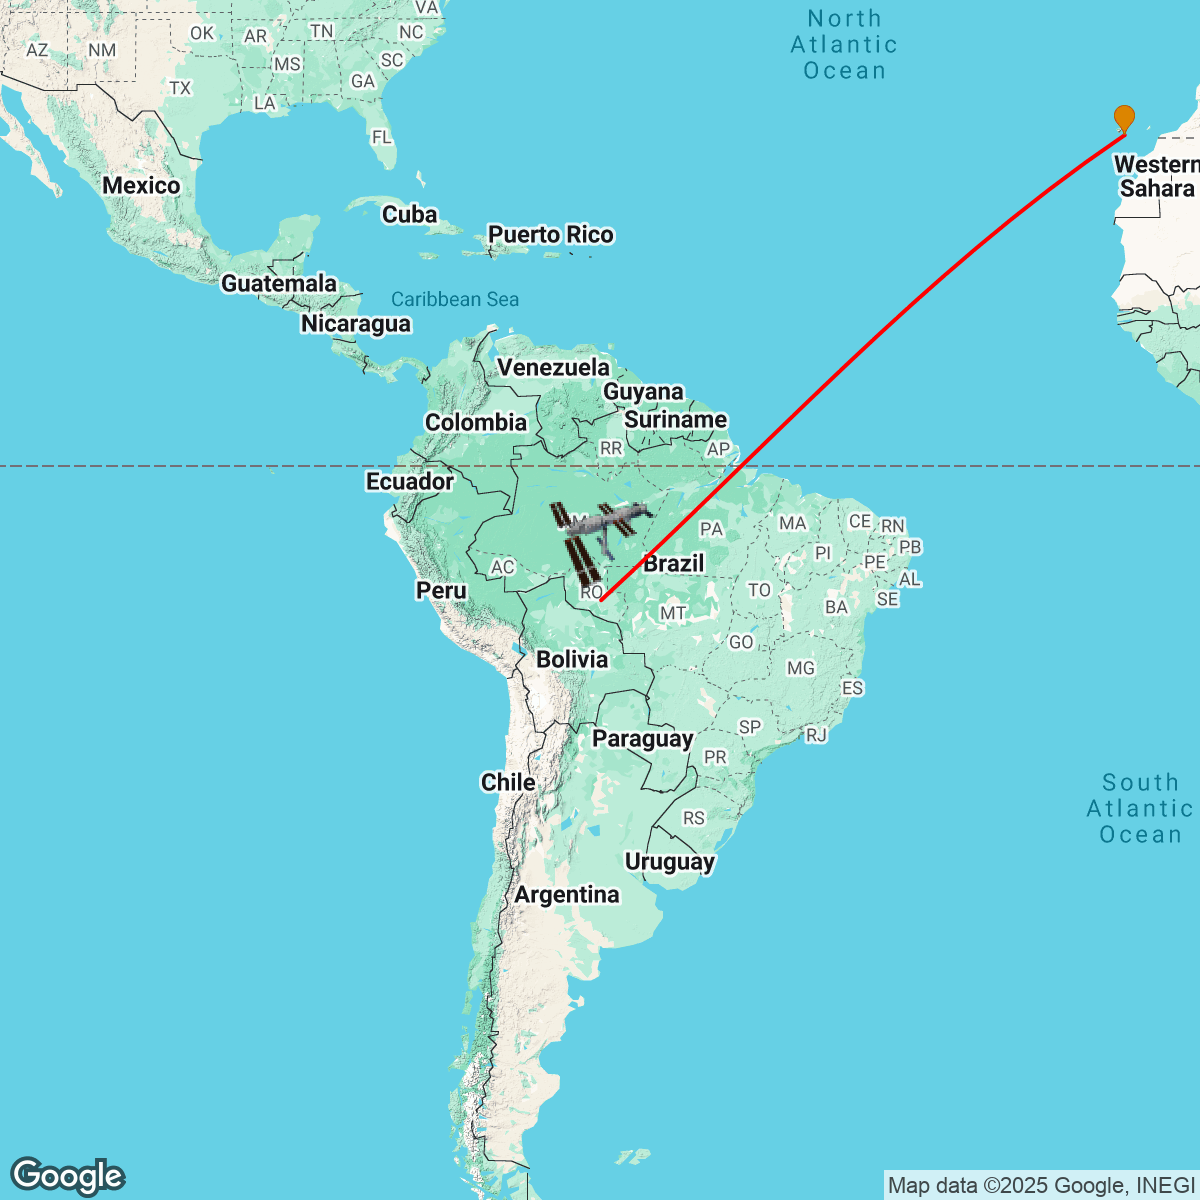 North
Atlantic
Ocean
VA
OK
AR
TN
NC
AZ
NM
MS
SC
TX
GA
LA
FL
Western
Sahara
Mexico
Cuba
Puerto Rico
Guatemala
Caribbean Sea
Nicaragua
Venezuela
Guyana
Colombia
Suriname
RR
AP
Ecuador
PA
MA
CE
RN
PI
PB
AC
Brazil
PE
AL
Peru
RO
TO
SE
MT
BA
GO
Bolivia
MG
ES
SP
RJ
Paraguay
PR
Chile
South
Atlantic
Ocean
RS
Uruguay
Argentina
Google
Map data ©2025 Google, INEGI